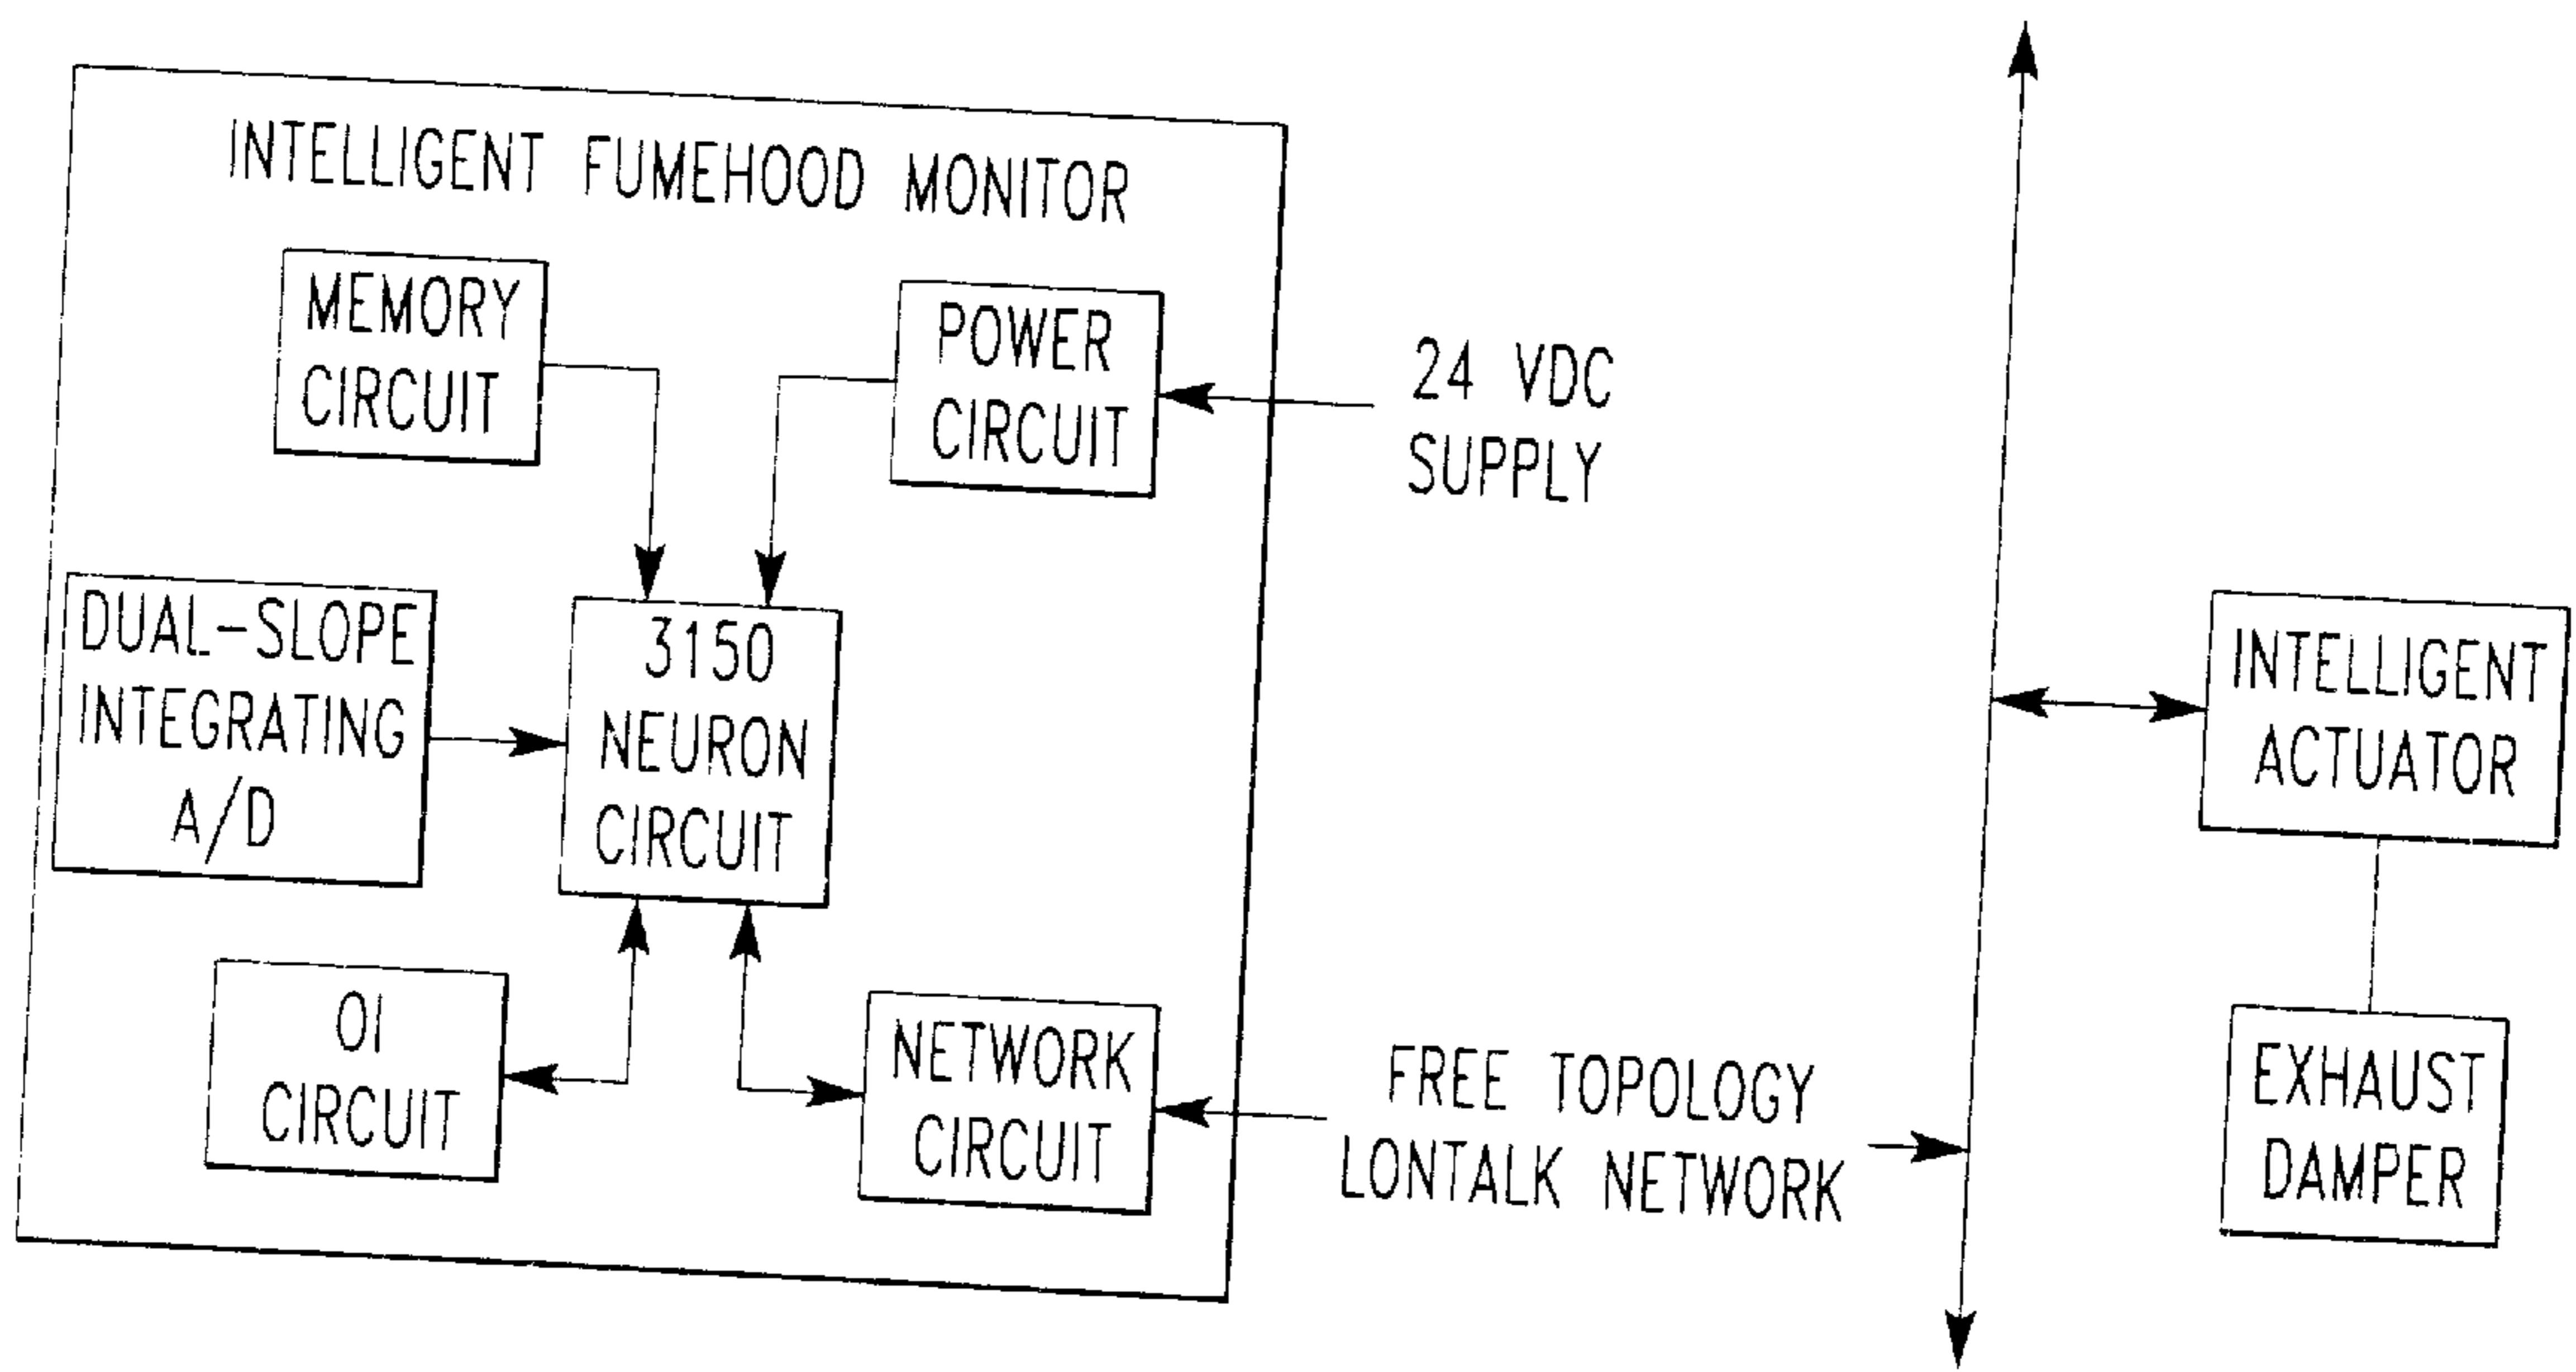 INTELLIGENT FUMEHOOD MONITOR
MEMORY
CIRCUIT
POWER
CIRCUIT
24 VDC
SUPPLY
DUAL-SLOPE
INTEGRATING
A/D
3150
NEURON
CIRCUIT
INTELLIGENT
ACTUATOR
OI
CIRCUIT
NETWORK
CIRCUIT
FREE TOPOLOGY
LONTALK NETWORK
EXHAUST
DAMPER